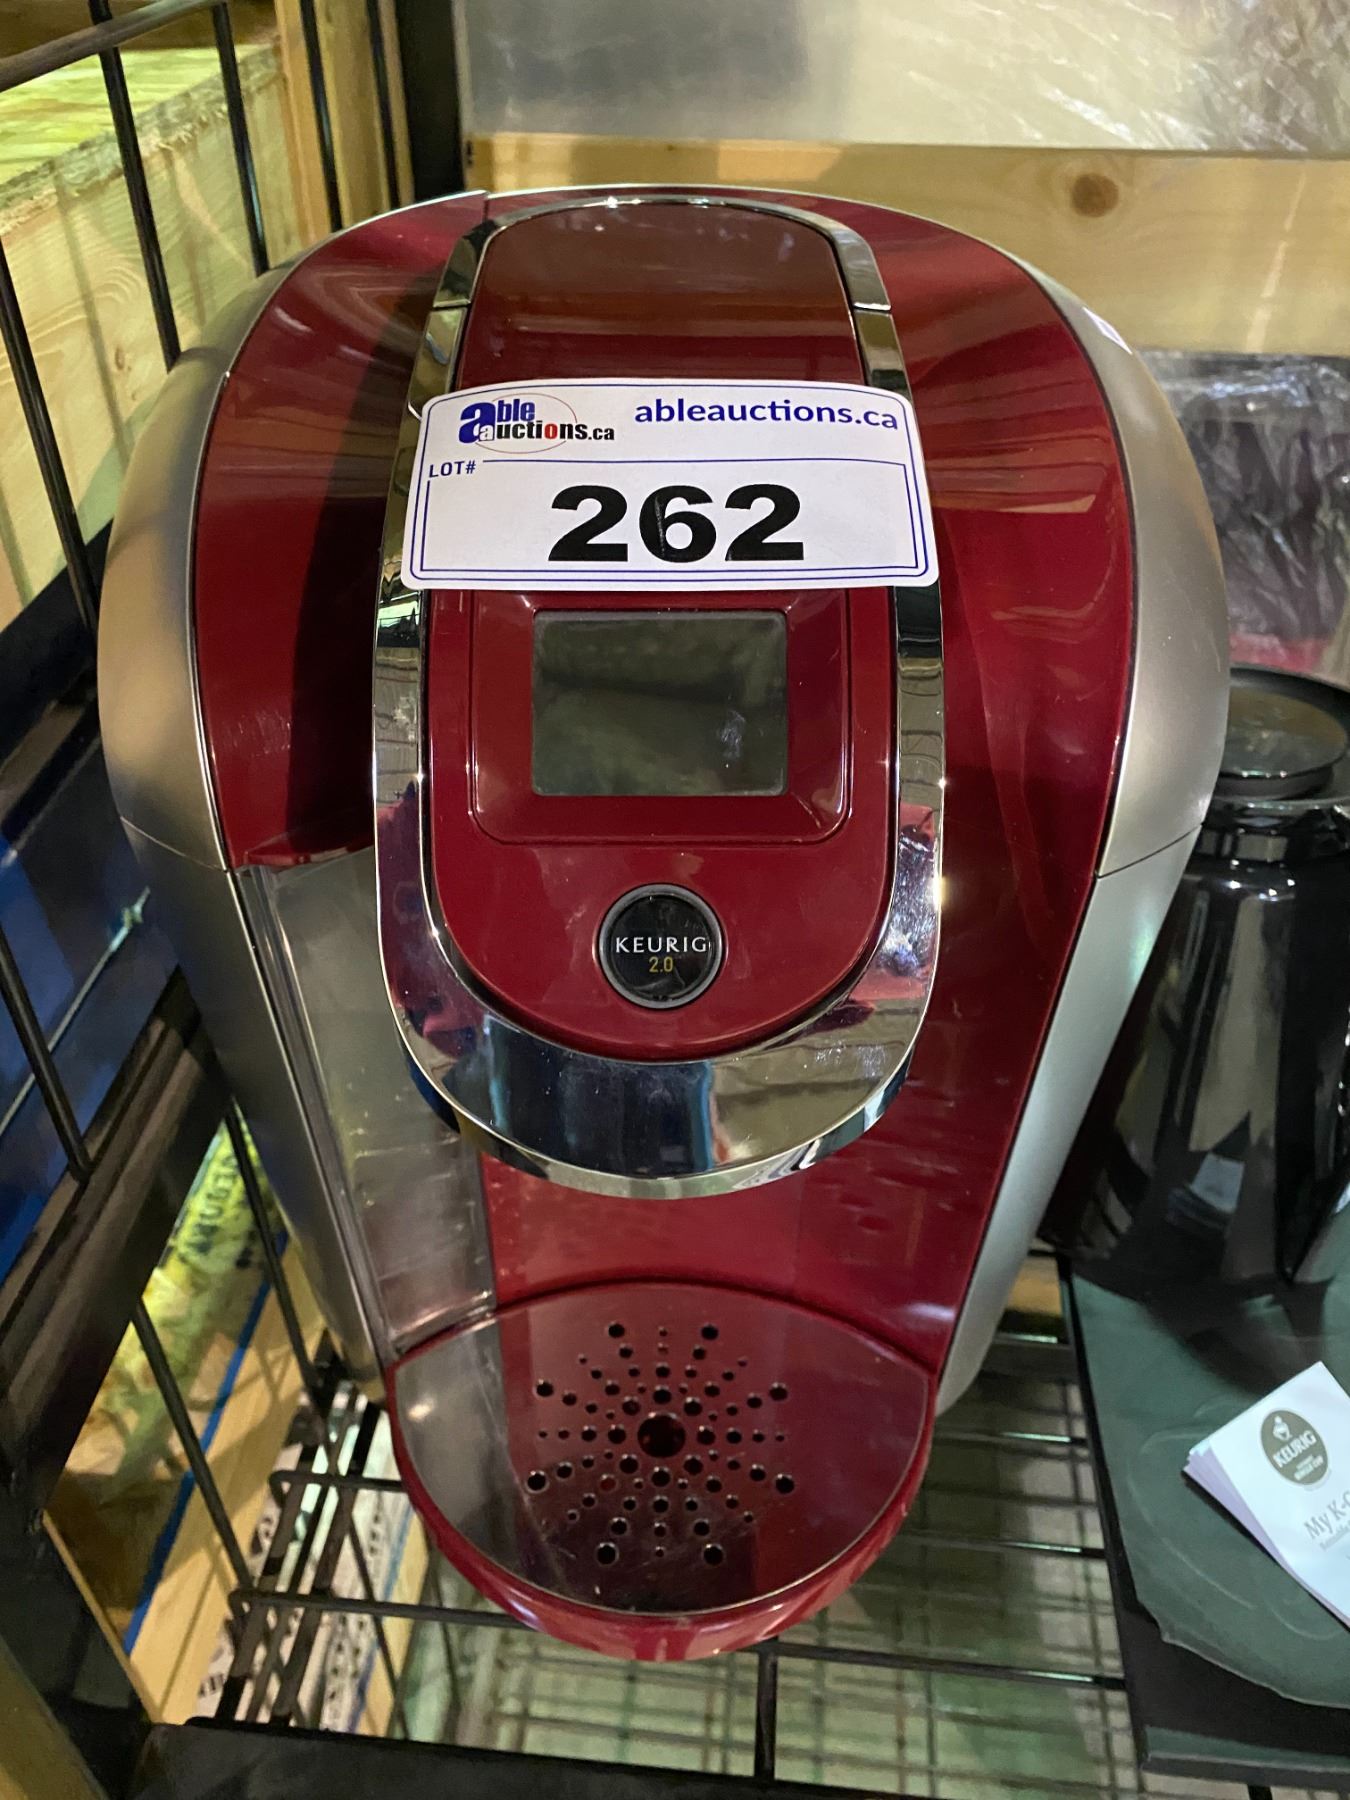 able
auctions.ca
ableauctions.ca
LOT#
262
KEURIG
2.0
KEURIG
My K-